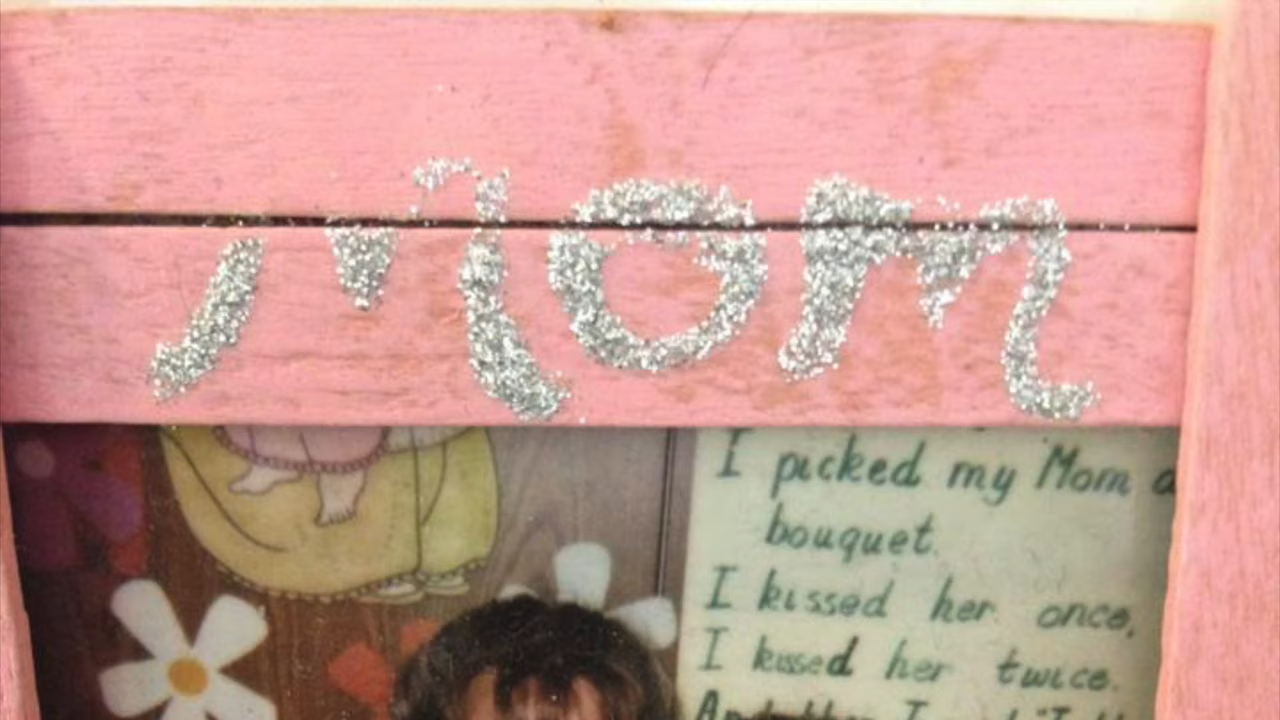 Mom
I picked my Mom a
bouquet.
I kissed her once,
I kissed her twice.